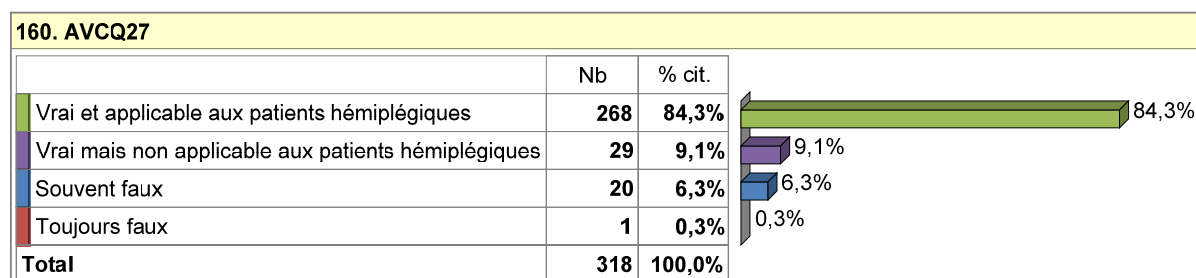 160. AVCQ27
Nb % cit.
Vrai et applicable aux patients hémiplégiques 268 84,3% 84,3%
Vrai mais non applicable aux patients hémiplégiques 29 9,1% 9,1%
Souvent faux 20 6,3% 6,3%
Toujours faux 1 0,3% 0,3%
Total 318 100,0%